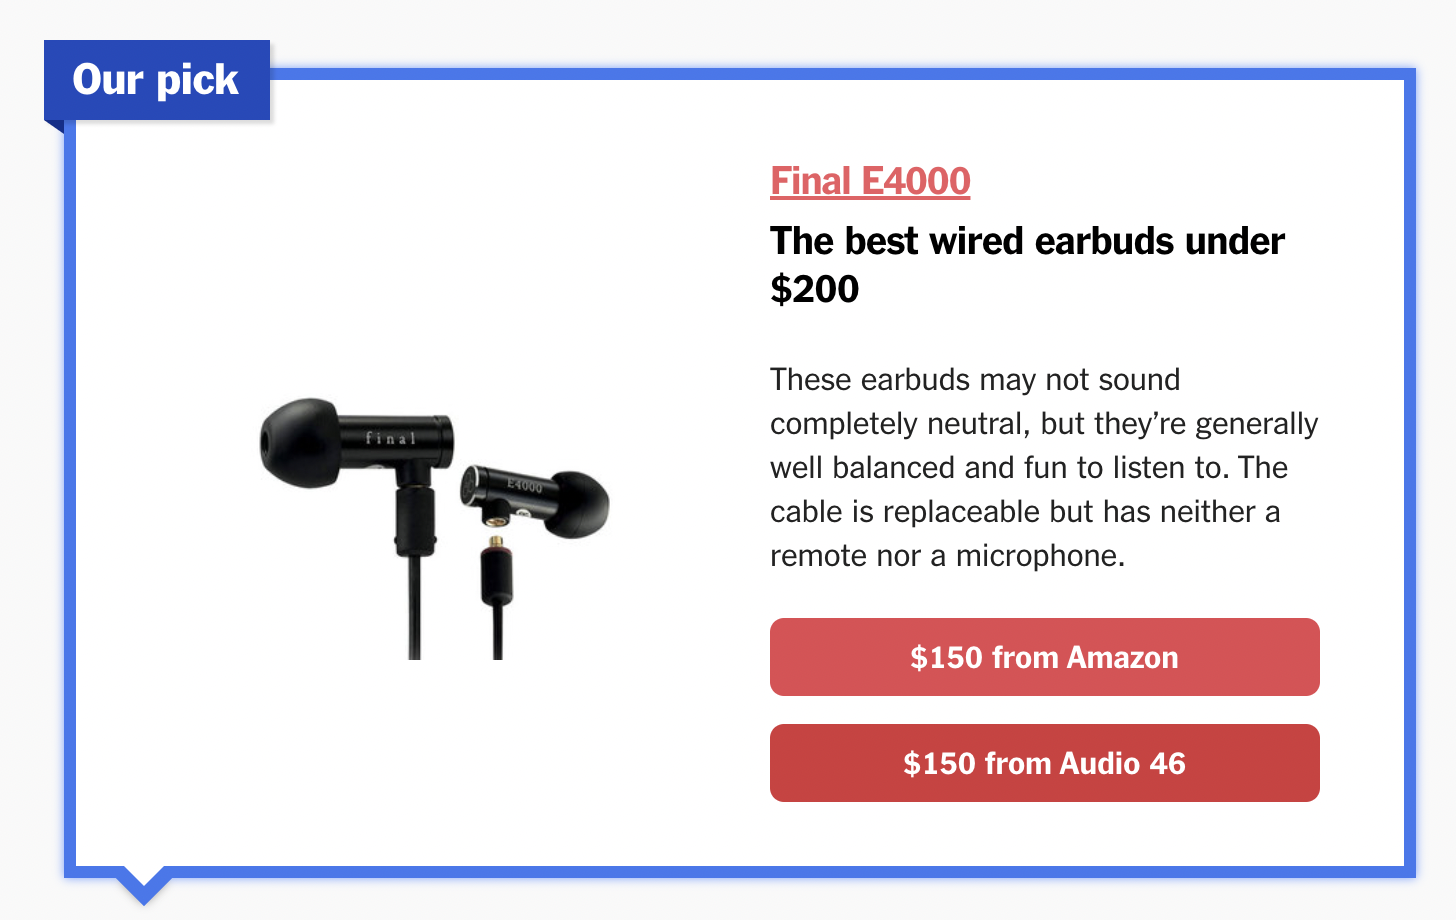 Our pick
Final E4000
The best wired earbuds under
$200
final
E4000
These earbuds may not sound
completely neutral, but they’re generally
well balanced and fun to listen to. The
cable is replaceable but has neither a
remote nor a microphone.
$150 from Amazon
$150 from Audio 46